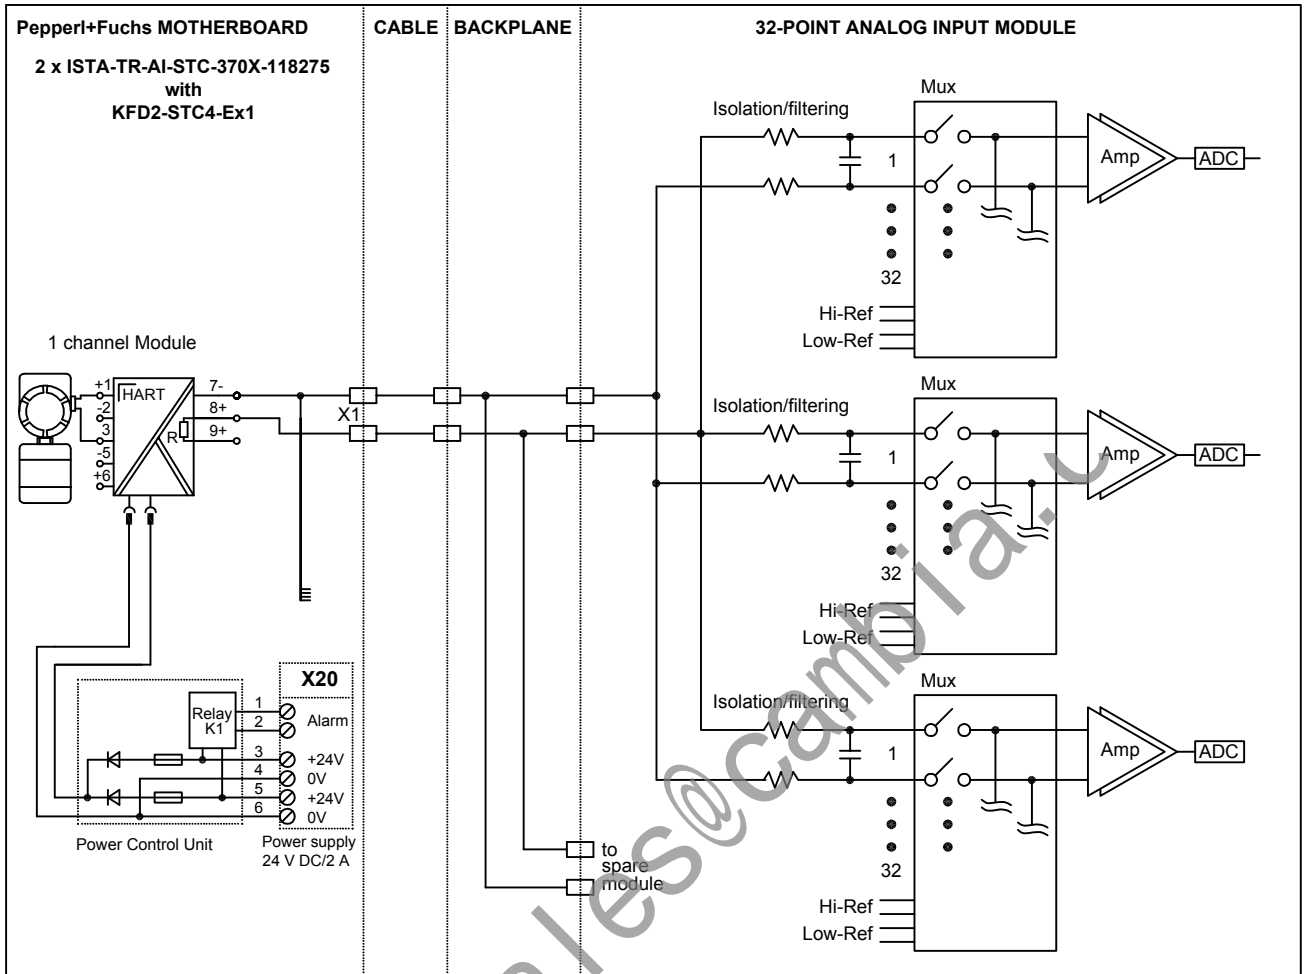 Pepperl+Fuchs MOTHERBOARD
CABLE
BACKPLANE
32-POINT ANALOG INPUT MODULE
2 x ISTA-TR-AI-STC-370X-118275
with
KFD2-STC4-Ex1
Mux
Isolation/filtering
1
Amp
ADC
32
Hi-Ref
Low-Ref
1 channel Module
+1
-2
3
-5
+6
HART
R
7-
8+
9+
X1
Mux
Isolation/filtering
1
Amp
ADC
32
Hi-Ref
Low-Ref
Mux
Isolation/filtering
1
Amp
ADC
32
Hi-Ref
Low-Ref
X20
Relay
K1
1
2
3
4
5
6
Alarm
+24V
0V
+24V
0V
Power Control Unit
Power supply
24 V DC/2 A
to
spare
module
ales@cambia.c